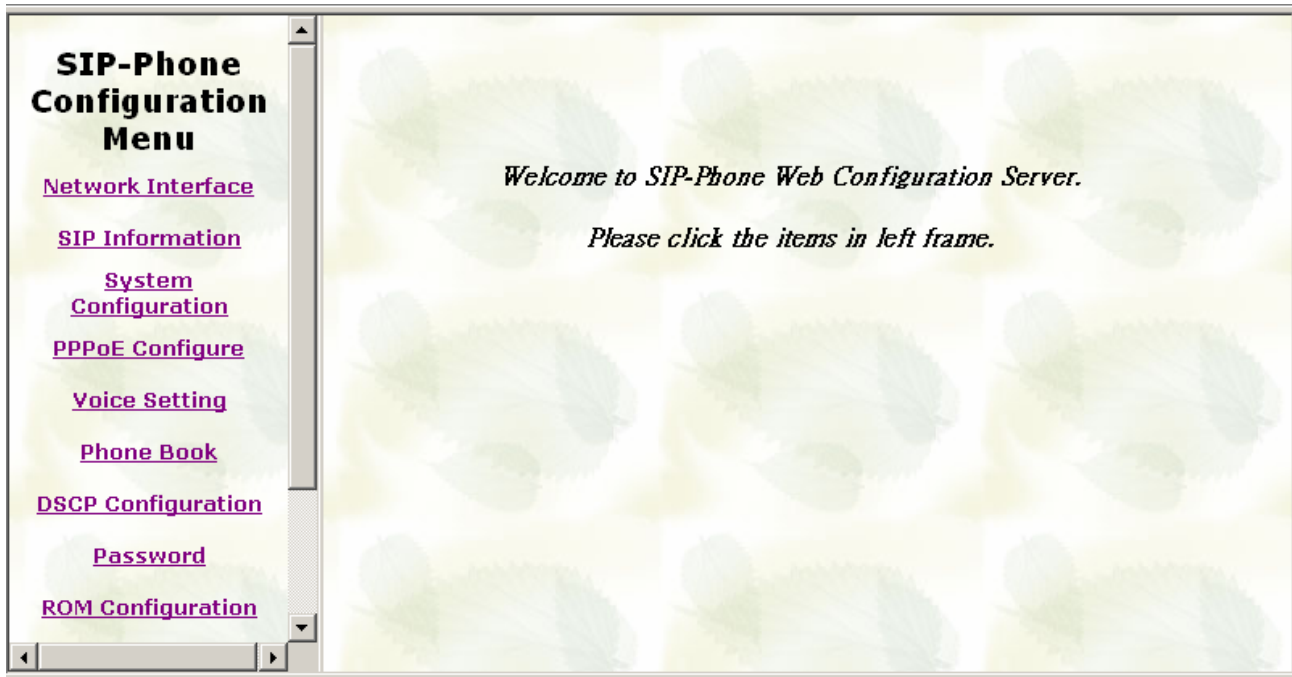 SIP-Phone
Configuration
Menu
Network Interface
SIP Information
System
Configuration
PPPoE Configure
Voice Setting
Phone Book
DSCP Configuration
Password
ROM Configuration
Welcome to SIP-Phone Web Configuration Server.
Please click the items in left frame.